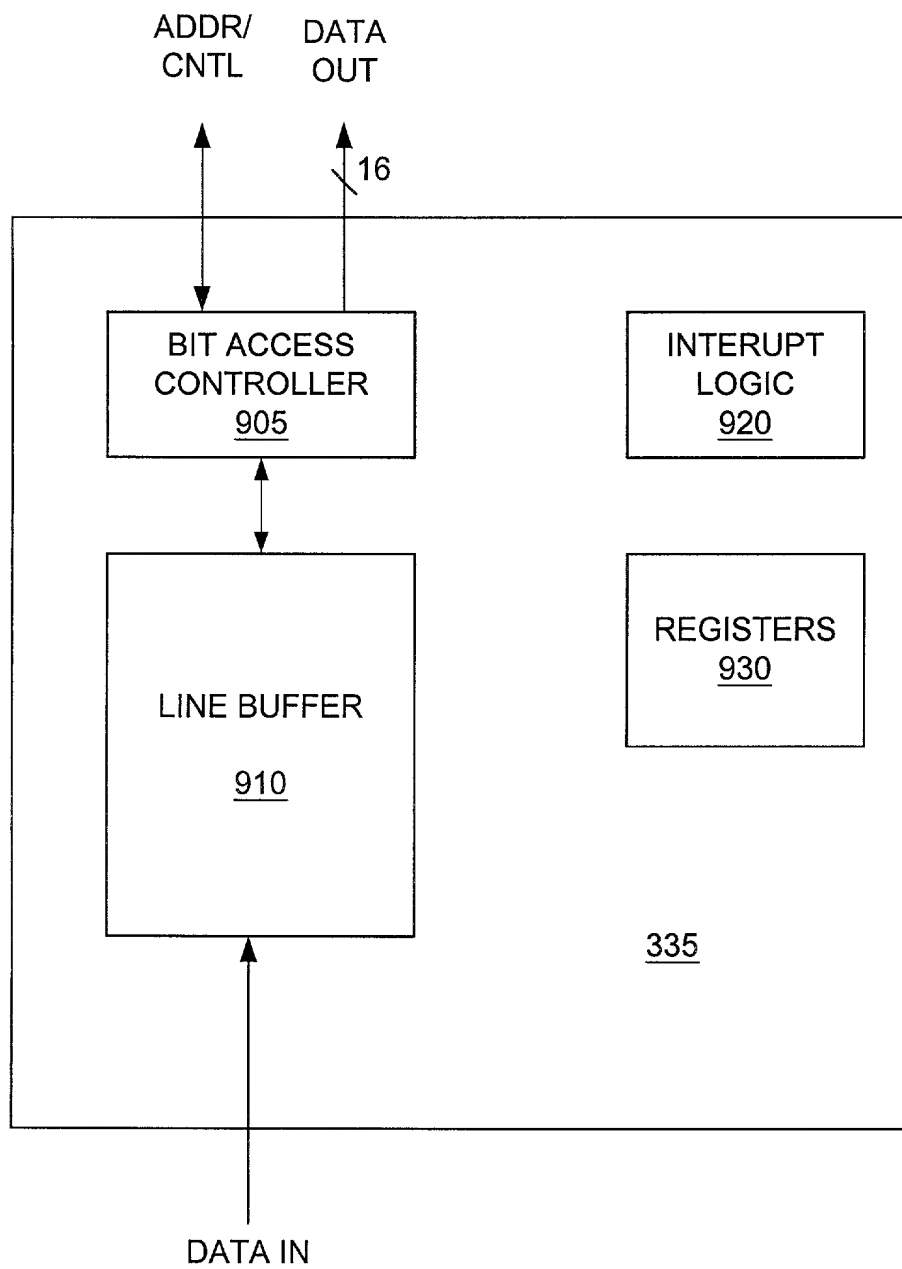 ADDR/
CNTL
DATA
OUT
16
BIT ACCESS
CONTROLLER
905
INTERUPT
LOGIC
920
LINE BUFFER
910
REGISTERS
930
335
DATA IN